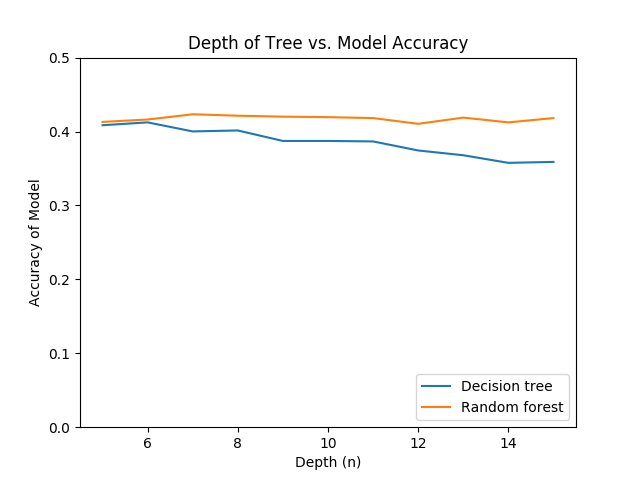 Depth of Tree vs. Model Accuracy
0.5
0.4
0.3
0.2
0.1
0.0
Accuracy of Model
6 8 10 12 14
Depth (n)
Decision tree
Random forest